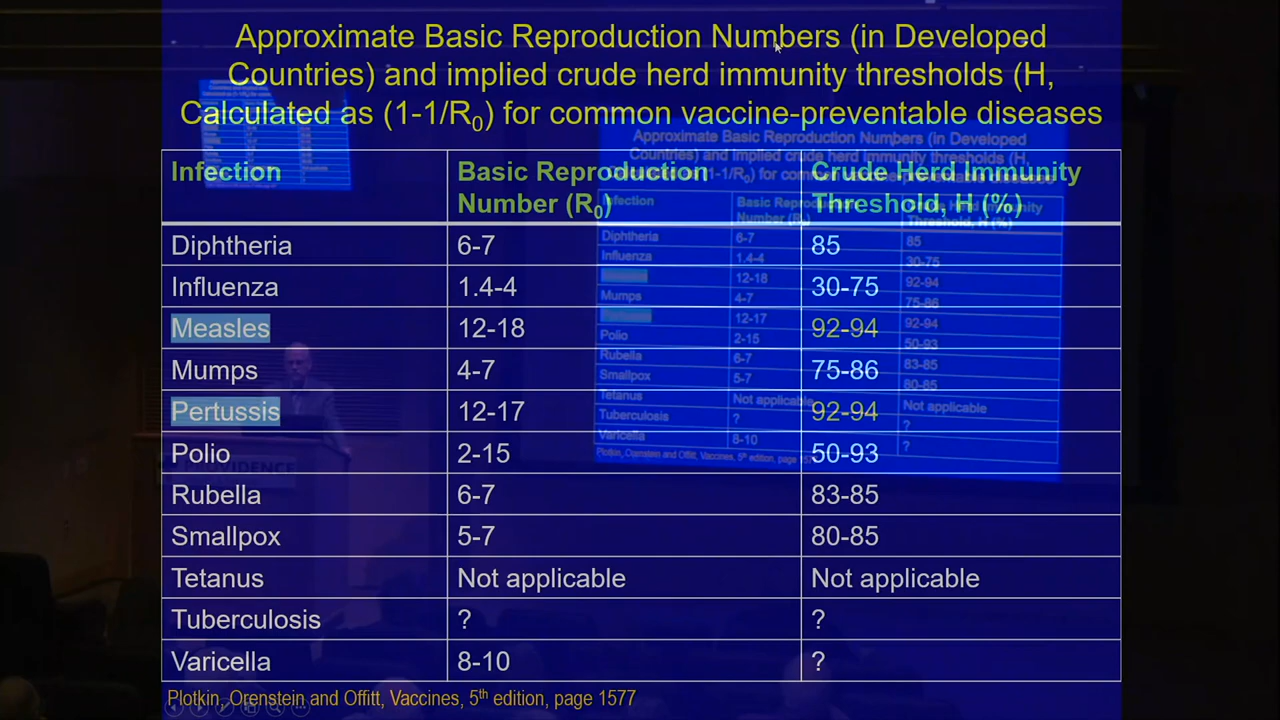 Approximate Basic Reproduction Numbers (in Developed
Countries) and implied crude herd immunity thresholds (H,
Calculated as (1-1/R0) for common vaccine-preventable diseases
Infection Basic Reproduction Number (R0) Crude Herd Immunity Threshold, H (%)
Diphtheria 6-7 85
Influenza 1.4-4 30-75
Measles 12-18 92-94
Mumps 4-7 75-86
Pertussis 12-17 92-94
Polio 2-15 50-93
Rubella 6-7 83-85
Smallpox 5-7 80-85
Tetanus Not applicable Not applicable
Tuberculosis ? ?
Varicella 8-10 ?
Plotkin, Orenstein and Offitt, Vaccines, 5th edition, page 1577